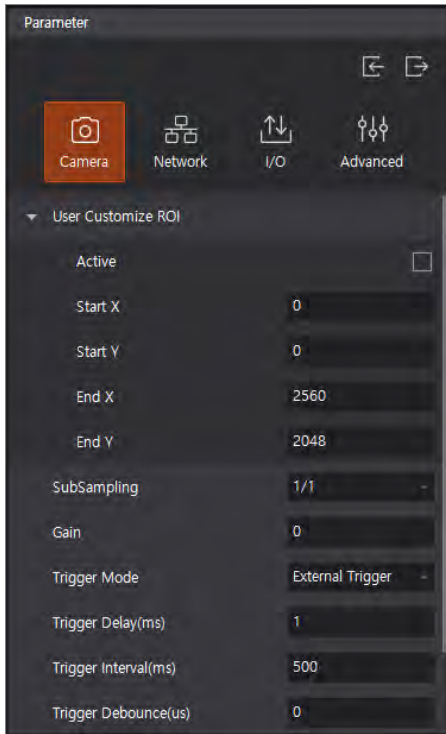 Parameter
Camera Network I/O Advanced
User Customize ROI
Active
Start X 0
Start Y 0
End X 2560
End Y 2048
SubSampling 1/1
Gain 0
Trigger Mode External Trigger
Trigger Delay(ms) 1
Trigger Interval(ms) 500
Trigger Debounce(us) 0